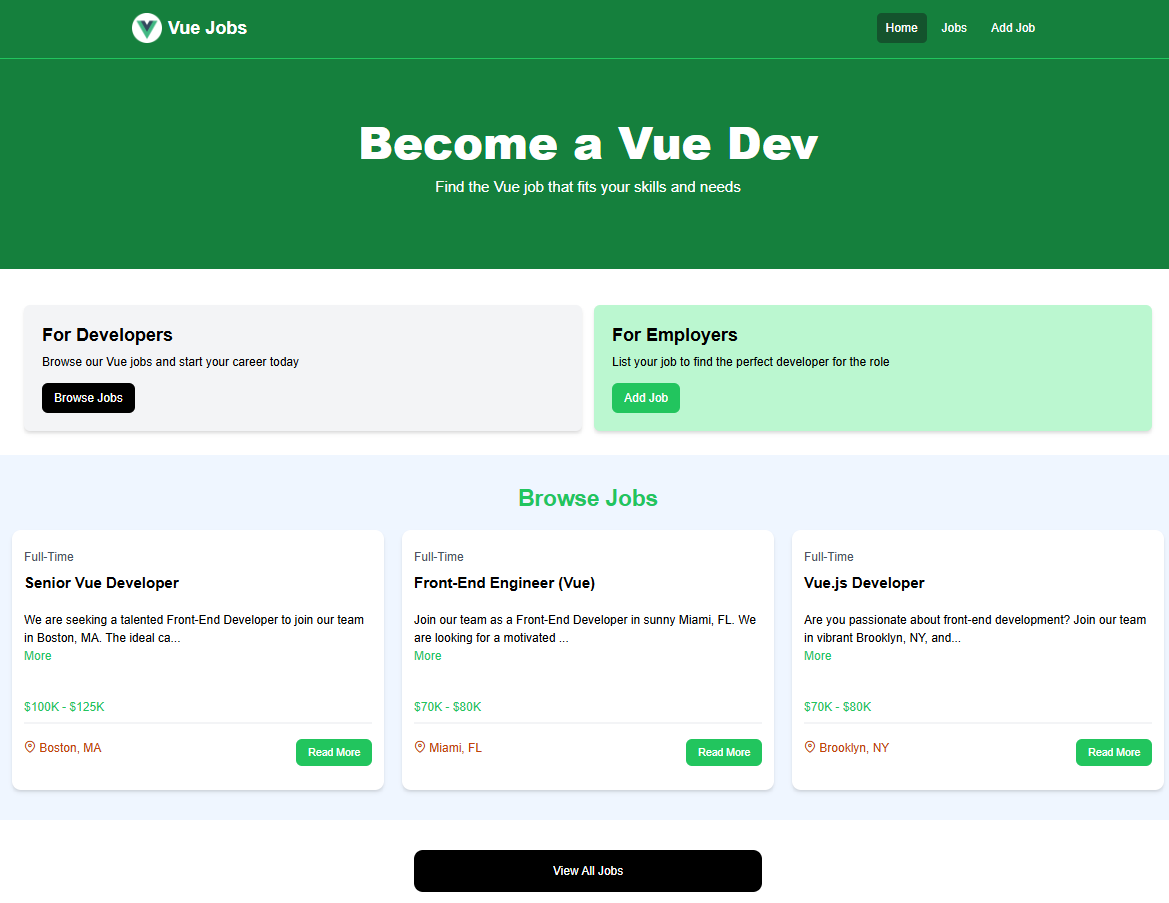 Vue Jobs
Home Jobs Add Job
Become a Vue Dev
Find the Vue job that fits your skills and needs
For Developers
Browse our Vue jobs and start your career today
Browse Jobs
For Employers
List your job to find the perfect developer for the role
Add Job
Browse Jobs
Full-Time
Senior Vue Developer
We are seeking a talented Front-End Developer to join our team
in Boston, MA. The ideal ca...
More
$100K - $125K
Boston, MA
Read More
Full-Time
Front-End Engineer (Vue)
Join our team as a Front-End Developer in sunny Miami, FL. We
are looking for a motivated ...
More
$70K - $80K
Miami, FL
Read More
Full-Time
Vue.js Developer
Are you passionate about front-end development? Join our team
in vibrant Brooklyn, NY, and...
More
$70K - $80K
Brooklyn, NY
Read More
View All Jobs